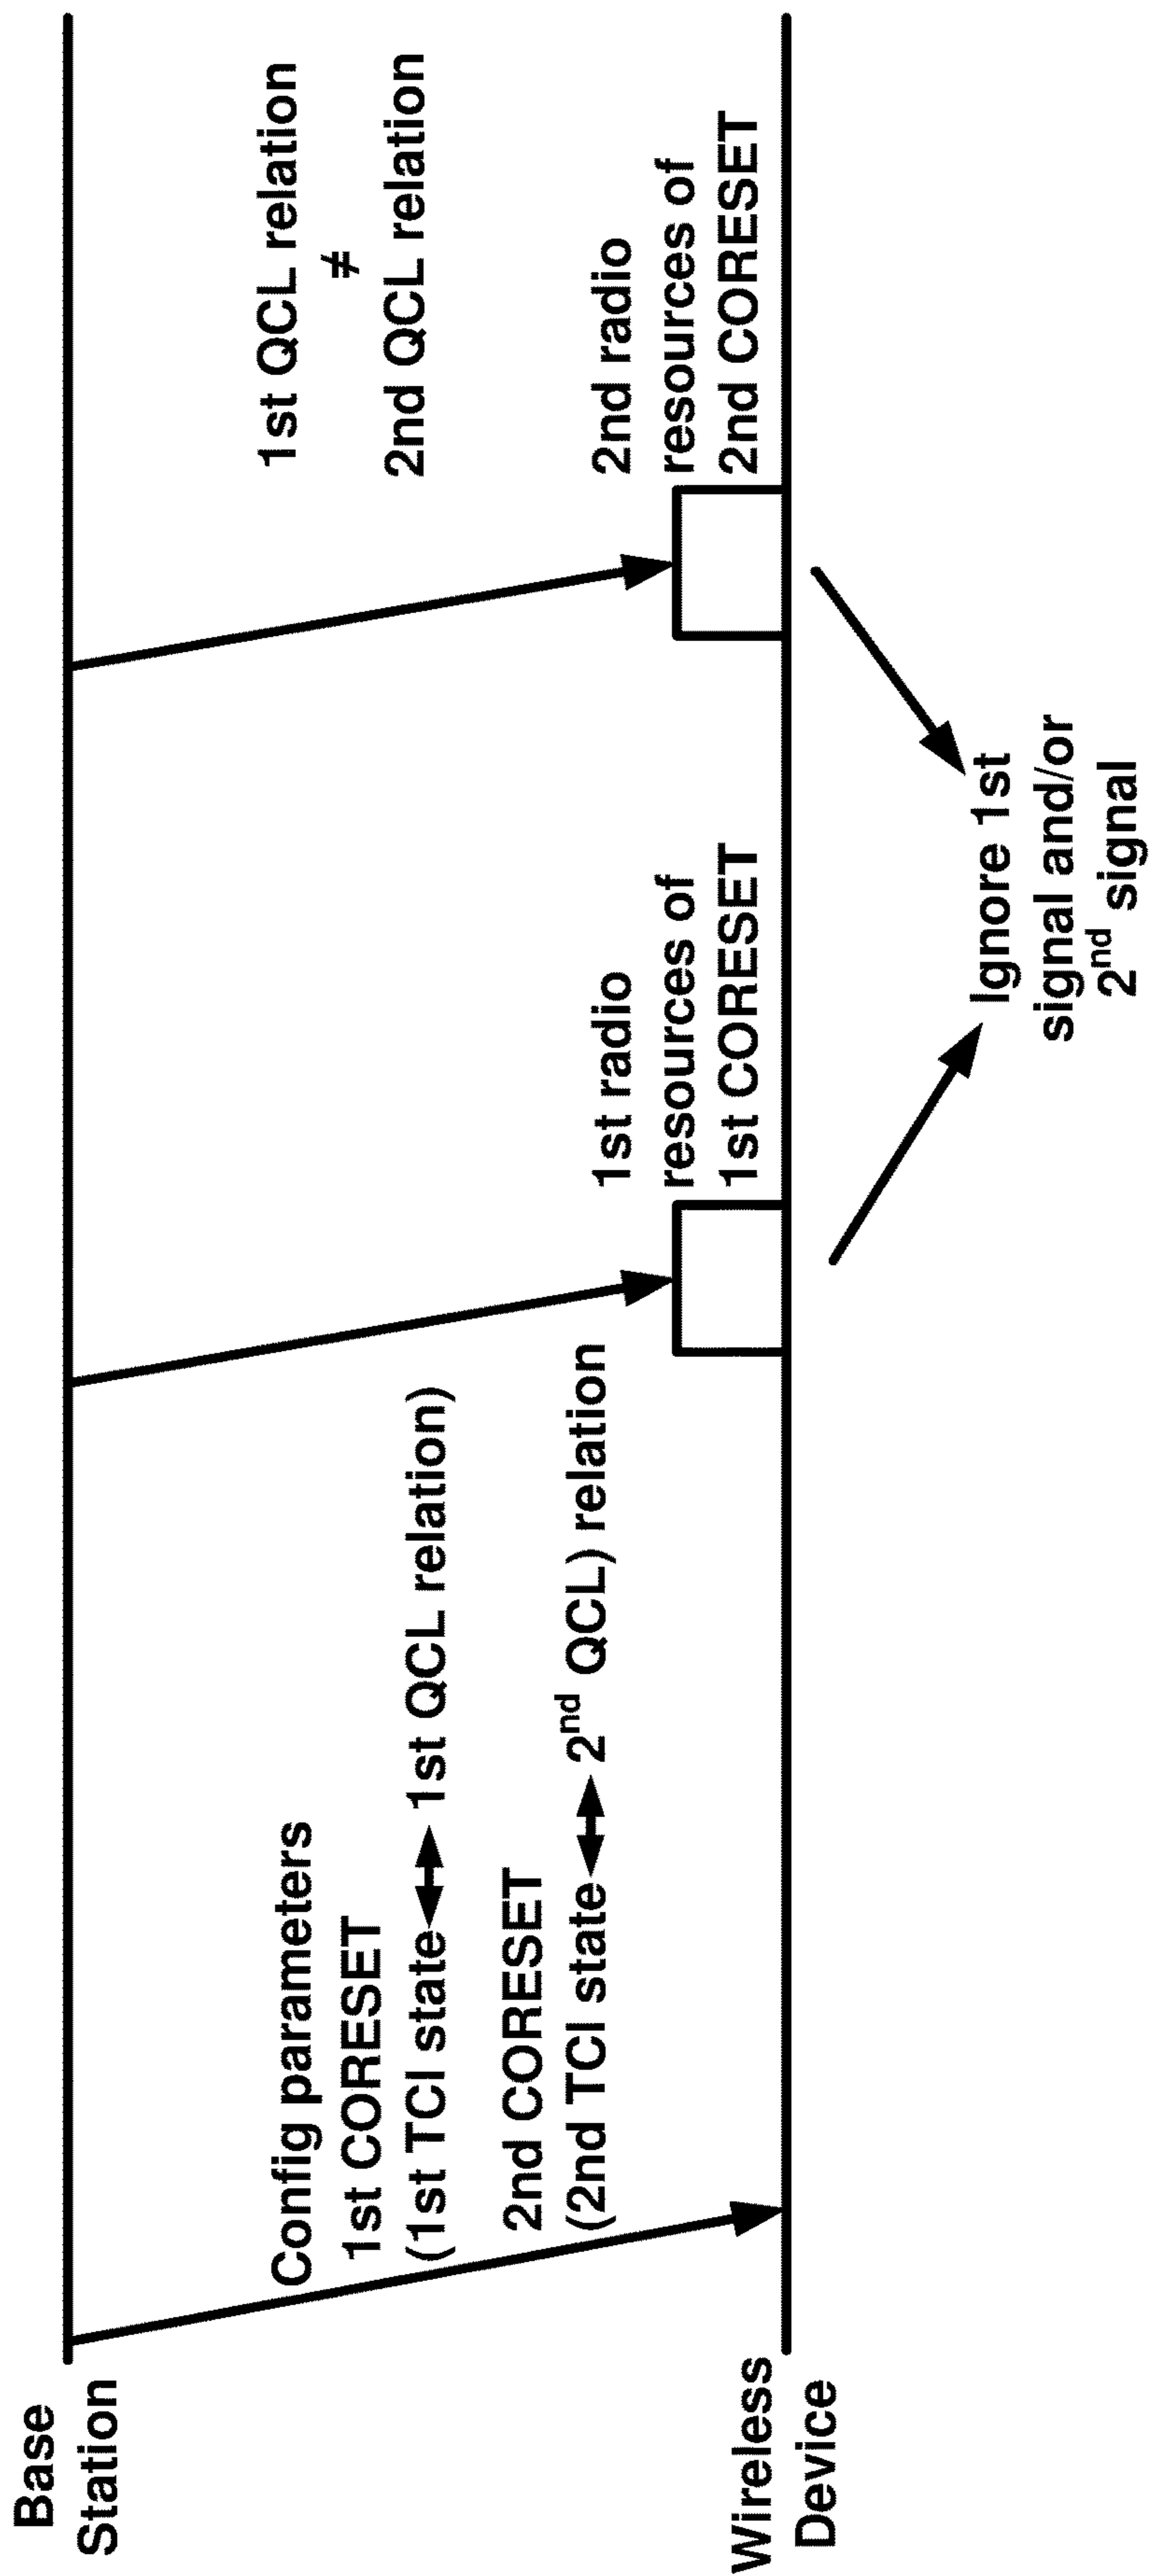 Base
Station
Config parameters
1st CORESET
(1st TCI state 1st QCL relation)
2nd CORESET
(2nd TCI state 2nd QCL) relation
1st QCL relation
≠
2nd QCL relation
1st radio
resources of
1st CORESET
2nd radio
resources of
2nd CORESET
Wireless
Device
Ignore 1st
signal and/or
2nd signal